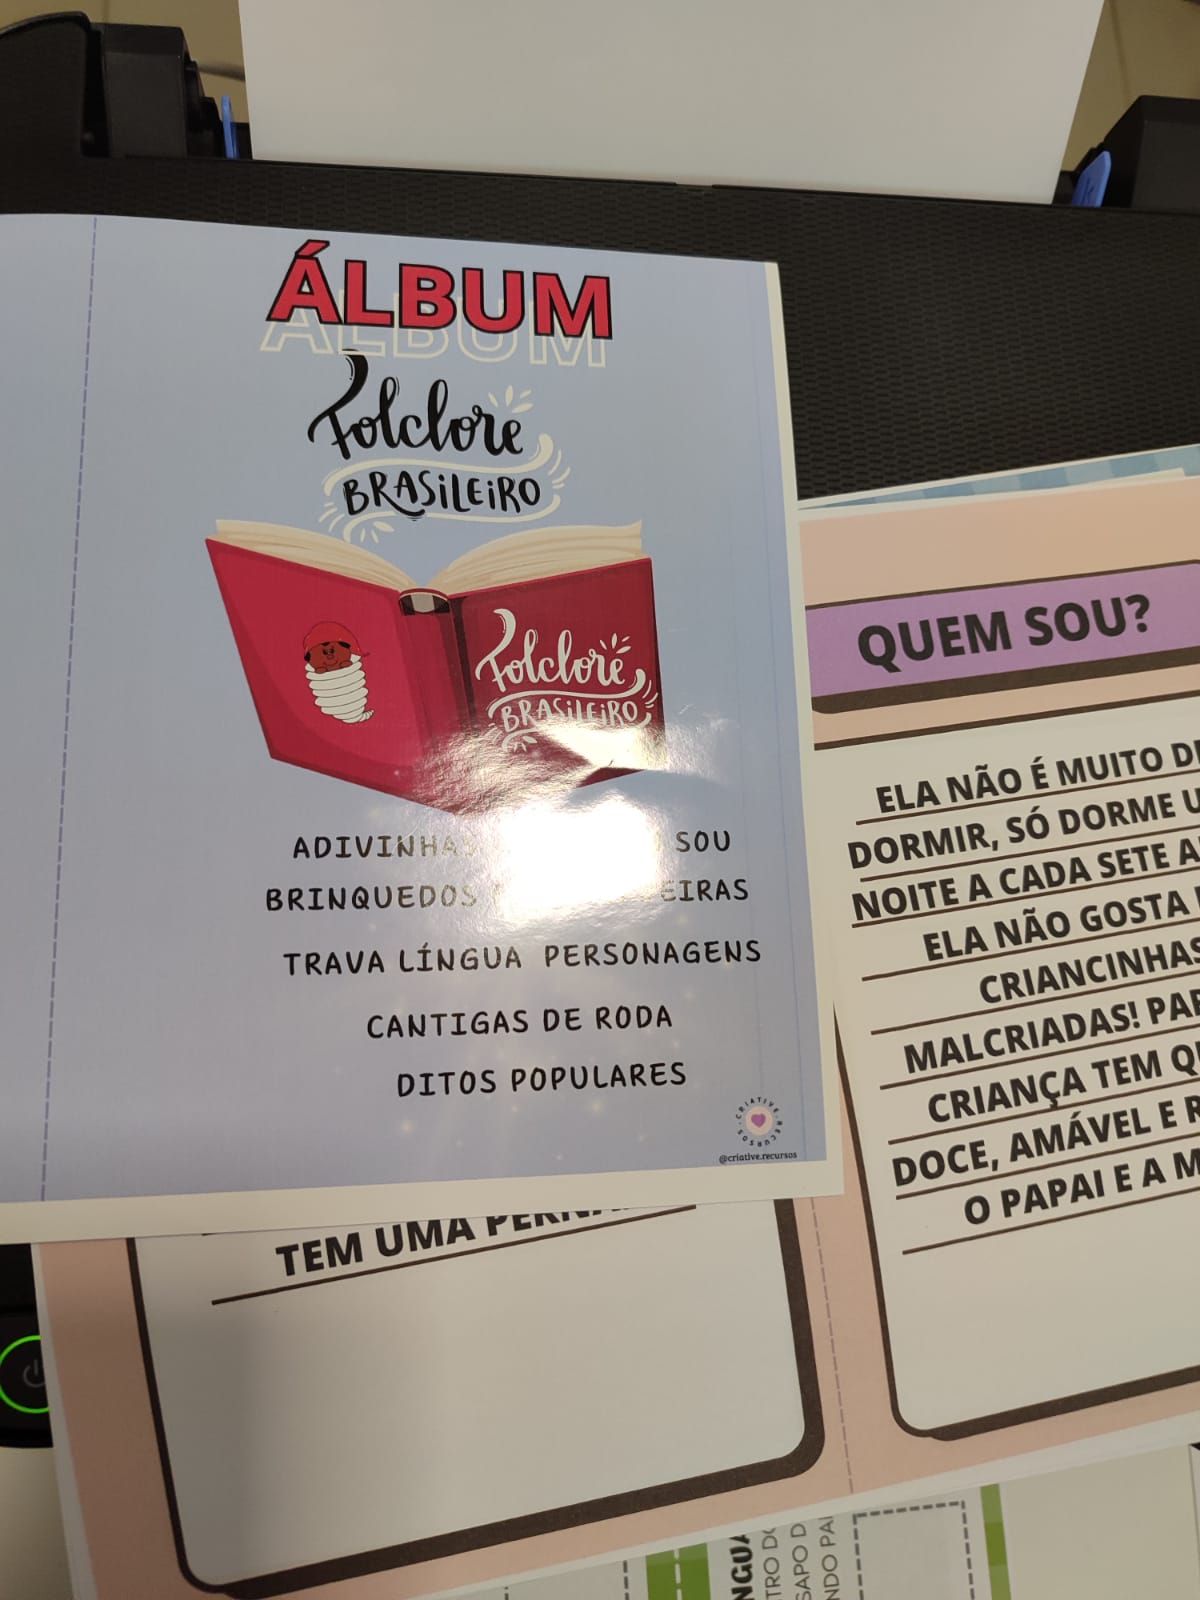 ÁLBUM
ÁLBUM
Folclore
BRASILEIRO
Folclore
BRASILEIRO
ADIVINHAS SOU
BRINQUEDOS
TRAVA LÍNGUA PERSONAGENS
CANTIGAS DE RODA
DITOS POPULARES
CRIATIVE RECURSOS
@criative.recursos
QUEM SOU?
ELA NÃO É MUITO
DORMIR, SÓ DORME
NOITE A CADA SETE
ELA NÃO GOSTA
CRIANCINHAS
MALCRIADAS!
CRIANÇA TEM
DOCE, AMÁVEL E
O PAPAI E A
TEM UMA
SAPO